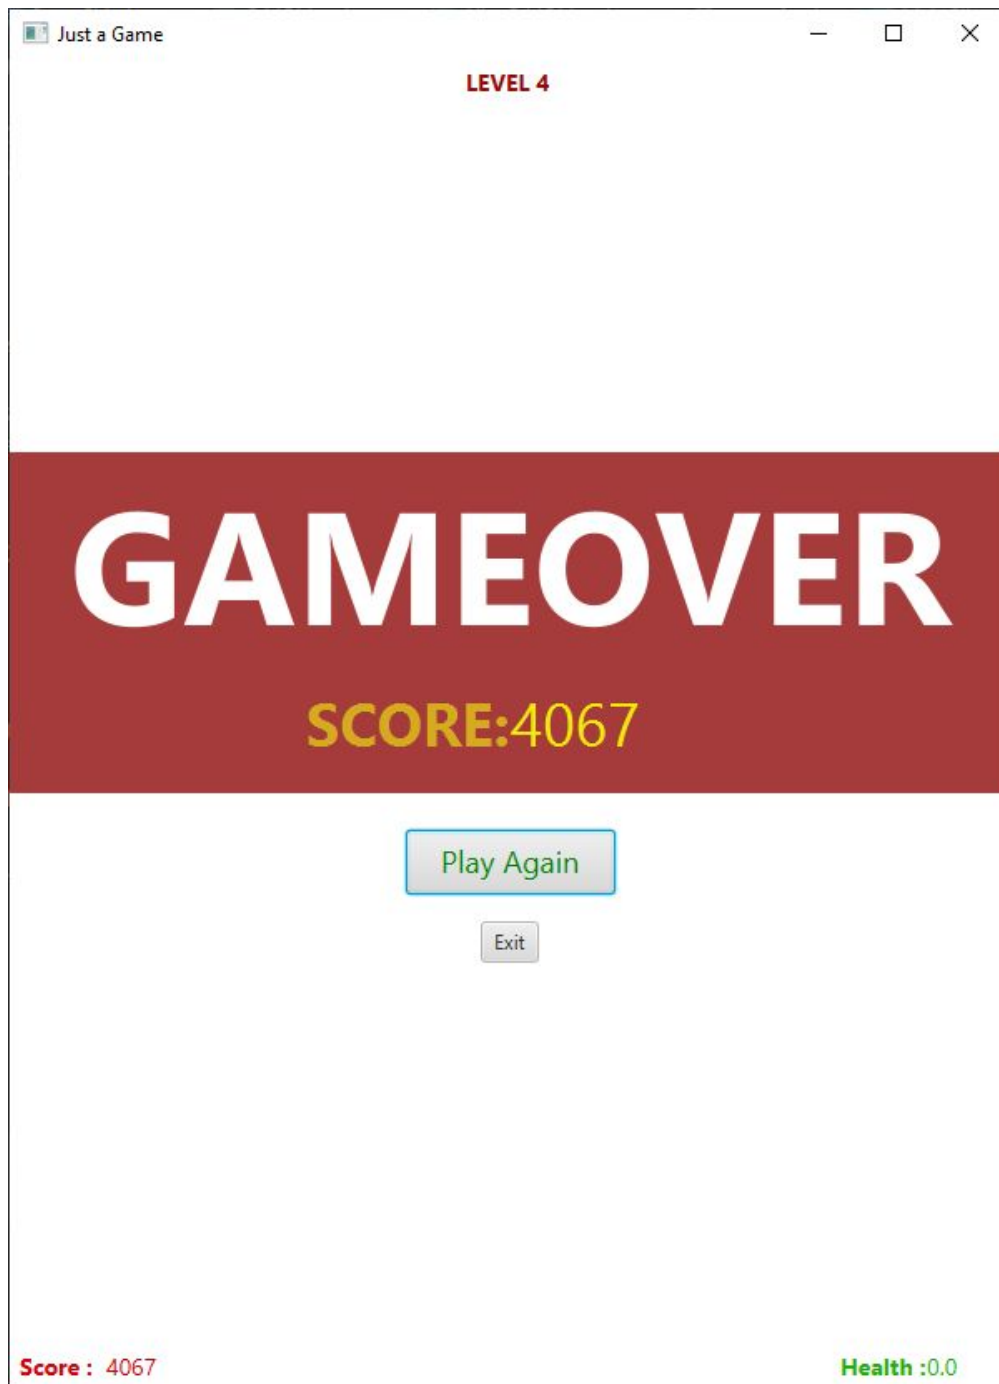 Just a Game
LEVEL 4
GAMEOVER
SCORE:4067
Play Again
Exit
Score : 4067
Health :0.0